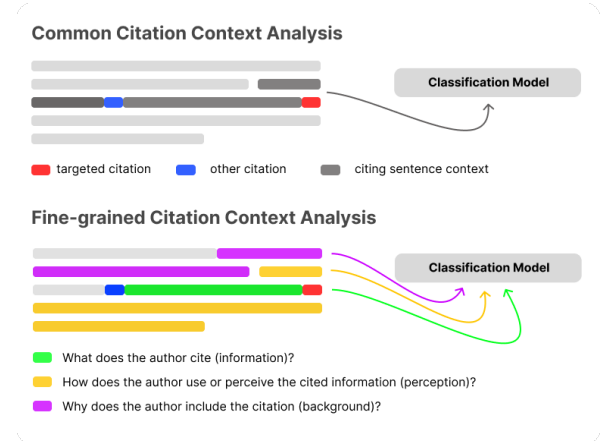 Common Citation Context Analysis
Classification Model
targeted citation other citation citing sentence context
Fine-grained Citation Context Analysis
Classification Model
What does the author cite (information)?
How does the author use or perceive the cited information (perception)?
Why does the author include the citation (background)?